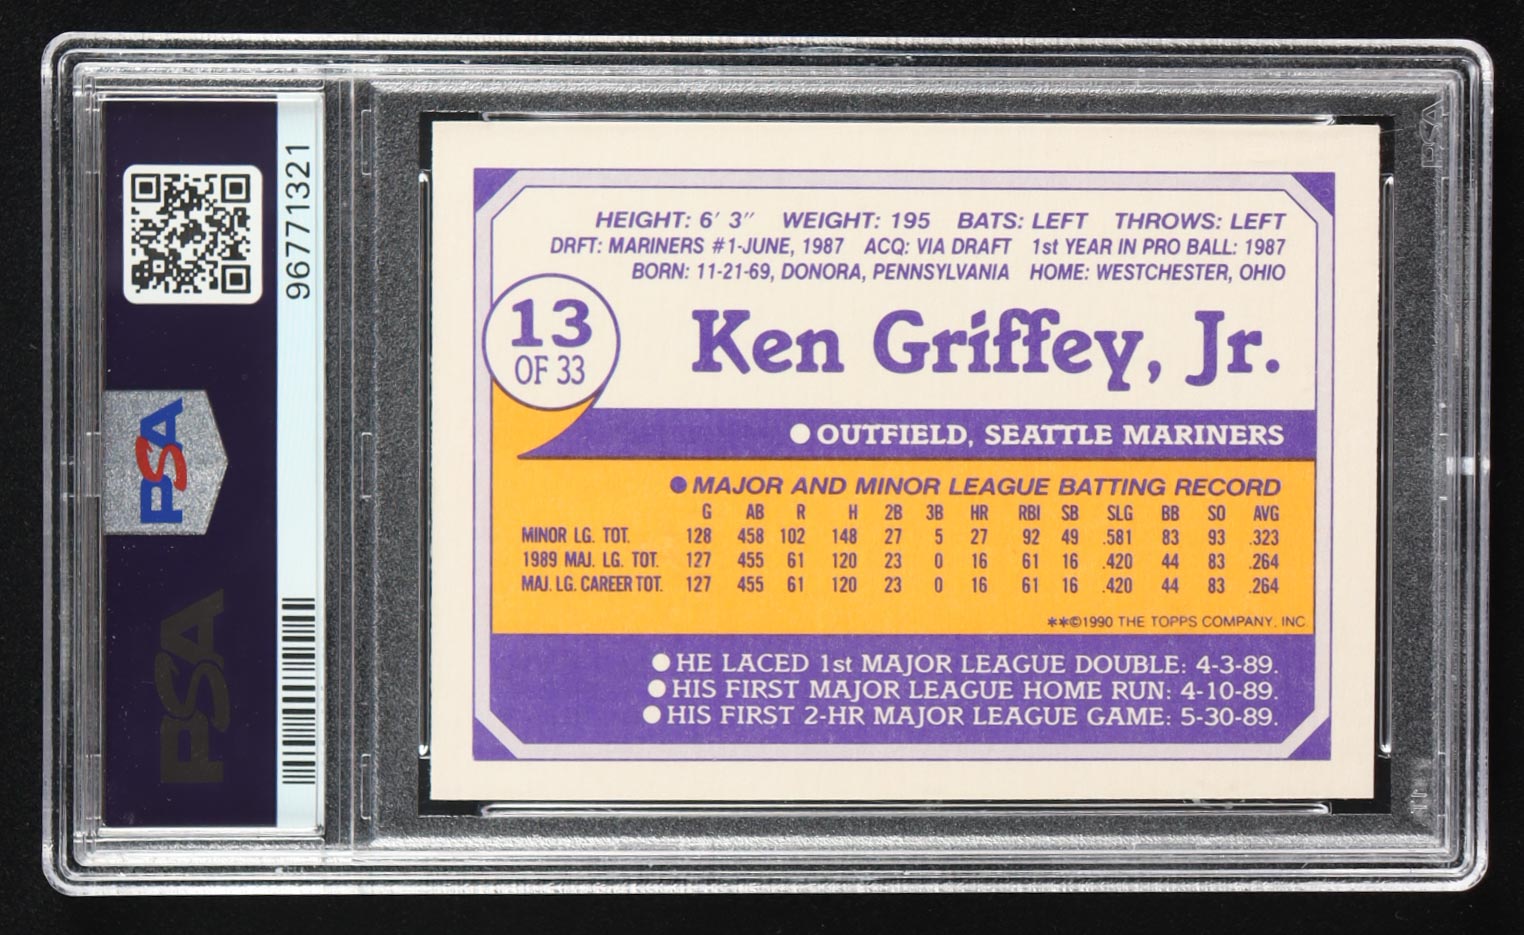 96771321
PSA
PSA
PSA
HEIGHT: 6' 3" WEIGHT: 195 BATS: LEFT THROWS: LEFT
DRFT: MARINERS #1-JUNE, 1987 ACQ: VIA DRAFT 1st YEAR IN PRO BALL: 1987
BORN: 11-21-69, DONORA, PENNSYLVANIA HOME: WESTCHESTER, OHIO
13
OF 33
Ken Griffey, Jr.
●OUTFIELD, SEATTLE MARINERS
●MAJOR AND MINOR LEAGUE BATTING RECORD
G AB R H 2B 3B HR RBI SB SLG BB SO AVG
MINOR LG. TOT. 128 458 102 148 27 5 27 92 49 .581 83 93 .323
1989 MAJ. LG. TOT. 127 455 61 120 23 0 16 61 16 .420 44 83 .264
MAJ. LG. CAREER TOT. 127 455 61 120 23 0 16 61 16 .420 44 83 .264
**©1990 THE TOPPS COMPANY, INC.
●HE LACED 1st MAJOR LEAGUE DOUBLE: 4-3-89.
●HIS FIRST MAJOR LEAGUE HOME RUN: 4-10-89.
●HIS FIRST 2-HR MAJOR LEAGUE GAME: 5-30-89.